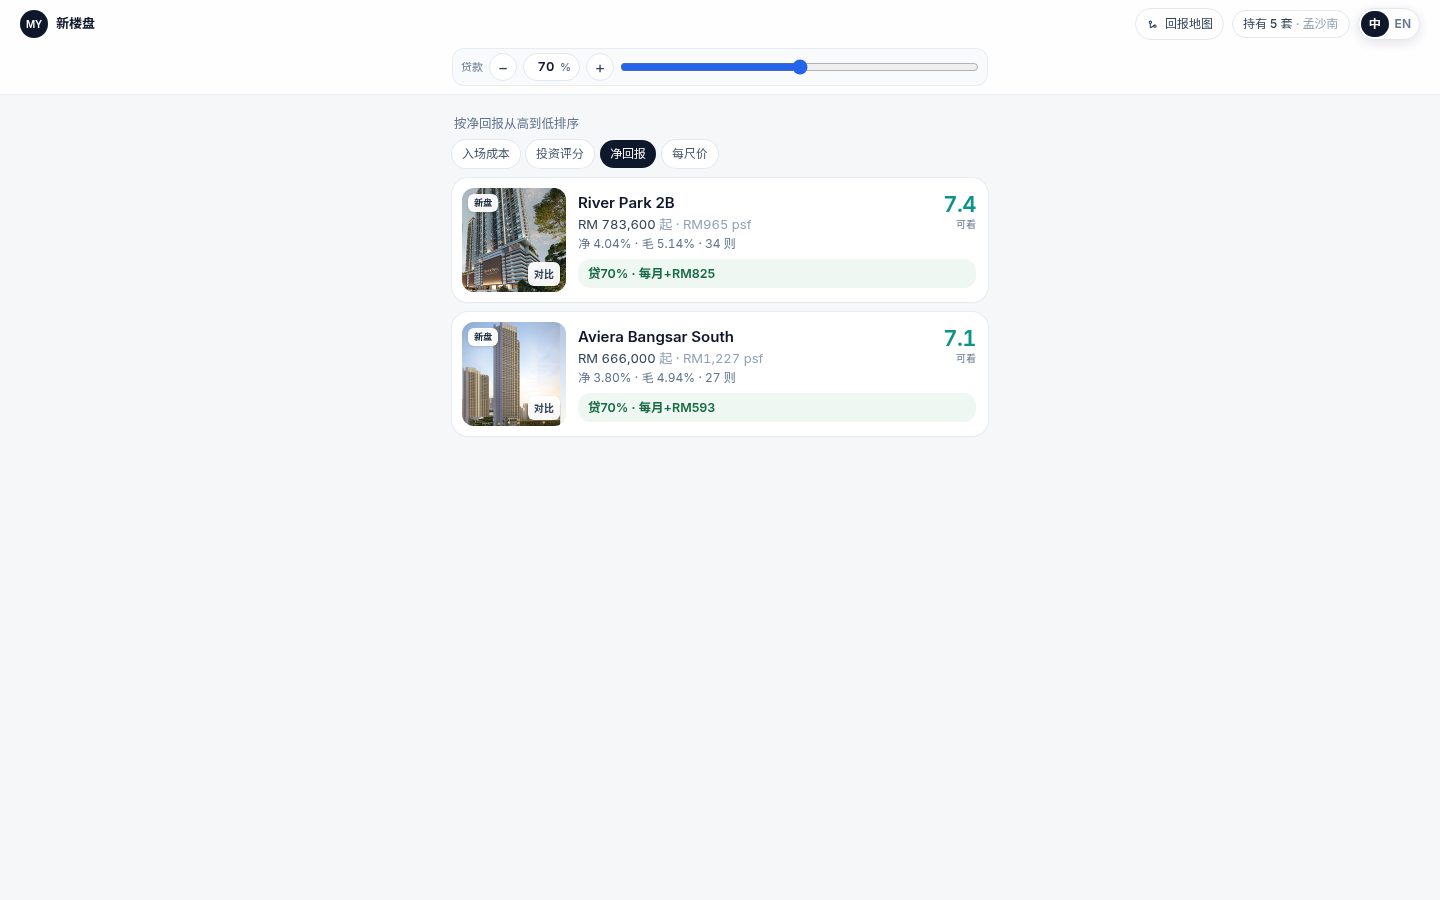 MY 新楼盘
回报地图
持有 5 套 · 孟沙南
中 EN
贷款 − 70 % +
按净回报从高到低排序
入场成本 投资评分 净回报 每尺价
新盘
对比
River Park 2B
RM 783,600 起 · RM965 psf
净 4.04% · 毛 5.14% · 34 则
贷70% · 每月+RM825
7.4
可看
新盘
对比
Aviera Bangsar South
RM 666,000 起 · RM1,227 psf
净 3.80% · 毛 4.94% · 27 则
贷70% · 每月+RM593
7.1
可看